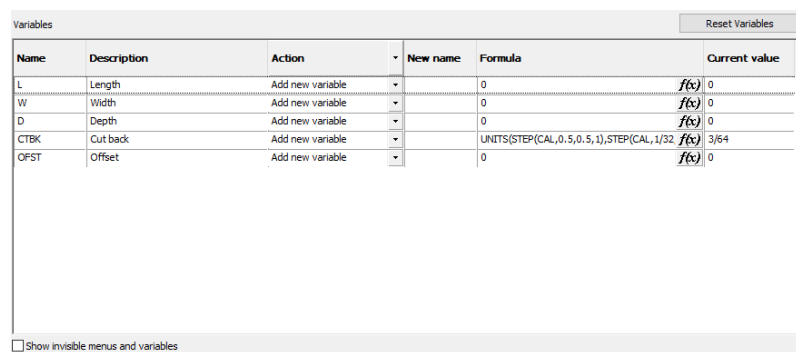 Variables Reset Variables
Name Description Action New name Formula Current value
L Length Add new variable 0 f(x) 0
W Width Add new variable 0 f(x) 0
D Depth Add new variable 0 f(x) 0
CTBK Cut back Add new variable UNITS(STEP(CAL,0.5,0.5,1),STEP(CAL,1/32 f(x) 3/64
OFST Offset Add new variable 0 f(x) 0
Show invisible menus and variables